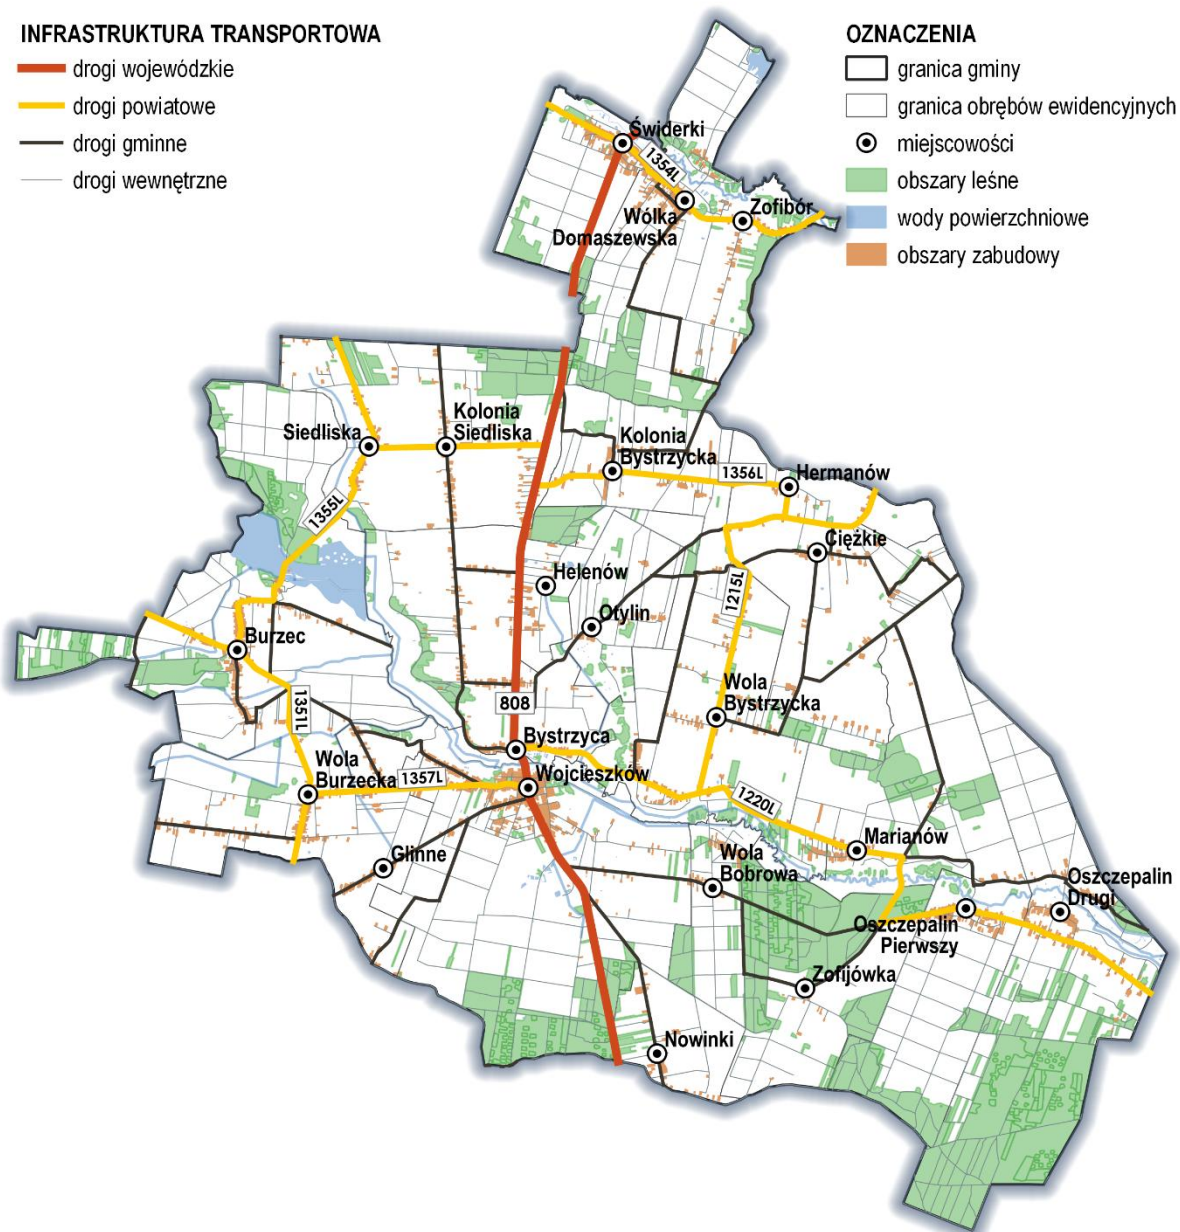 INFRASTRUKTURA TRANSPORTOWA
drogi wojewódzkie
drogi powiatowe
drogi gminne
drogi wewnętrzne
OZNACZENIA
granica gminy
granica obrębów ewidencyjnych
miejscowości
obszary leśne
wody powierzchniowe
obszary zabudowy
Świderki
1354L
Wólka
Domaszewska
Zofibór
Siedliska
Kolonia
Siedliska
Kolonia
Bystrzycka
1356L
Hermanów
1355L
Ciężkie
Helenów
1215L
Otylin
Burzec
1351L
808
Wola
Bystrzycka
Bystrzyca
Wola
Burzecka
1357L
Wojcieszków
1220L
Marianów
Glinne
Wola
Bobrowa
Oszczepalin
Drugi
Oszczepalin
Pierwszy
Zofijówka
Nowinki